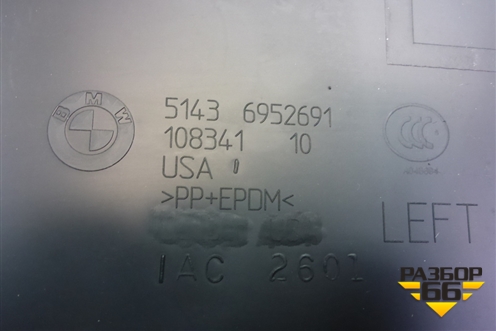 BMW
5143 6952691
108341 10
USA
>PP+EPDM<
LEFT
IAC 2601
РАЗБОР
66